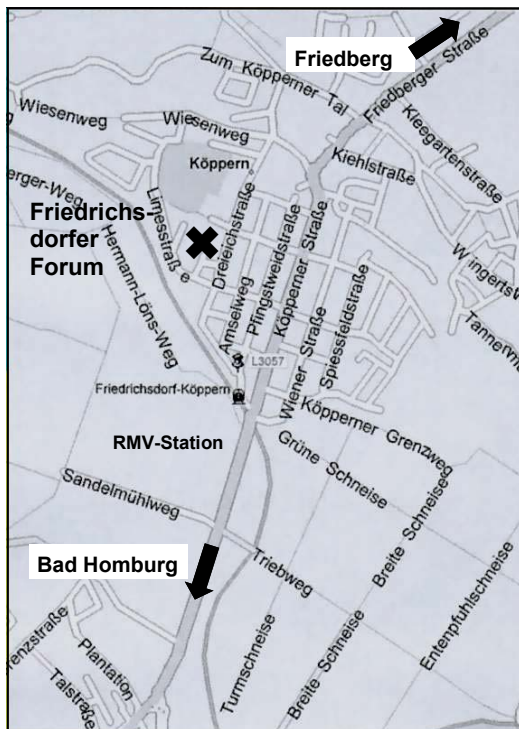 Friedberg
Zum Köpperner Tal
Friedberger Straße
Wiesenweg
Wiesenweg
Kleegartenstraße
Köppern
Kiehlstraße
Friedrichs-
dorfer
Forum
Limesstraße
Dreieichstraße
Hermann-Löns-Weg
Amselweg
Pfingstweidstraße
Köpperner Straße
Wiener Straße
Spiessfeldstraße
L3057
Friedrichsdorf-Köppern
RMV-Station
Köpperner Grenzweg
Grüne Schneise
Sandelmühlweg
Breite Schneise
Bad Homburg
Triebweg
Entenpfuhlschneise
Turmschneise
Breite Schneise
Plantation
Talstraße